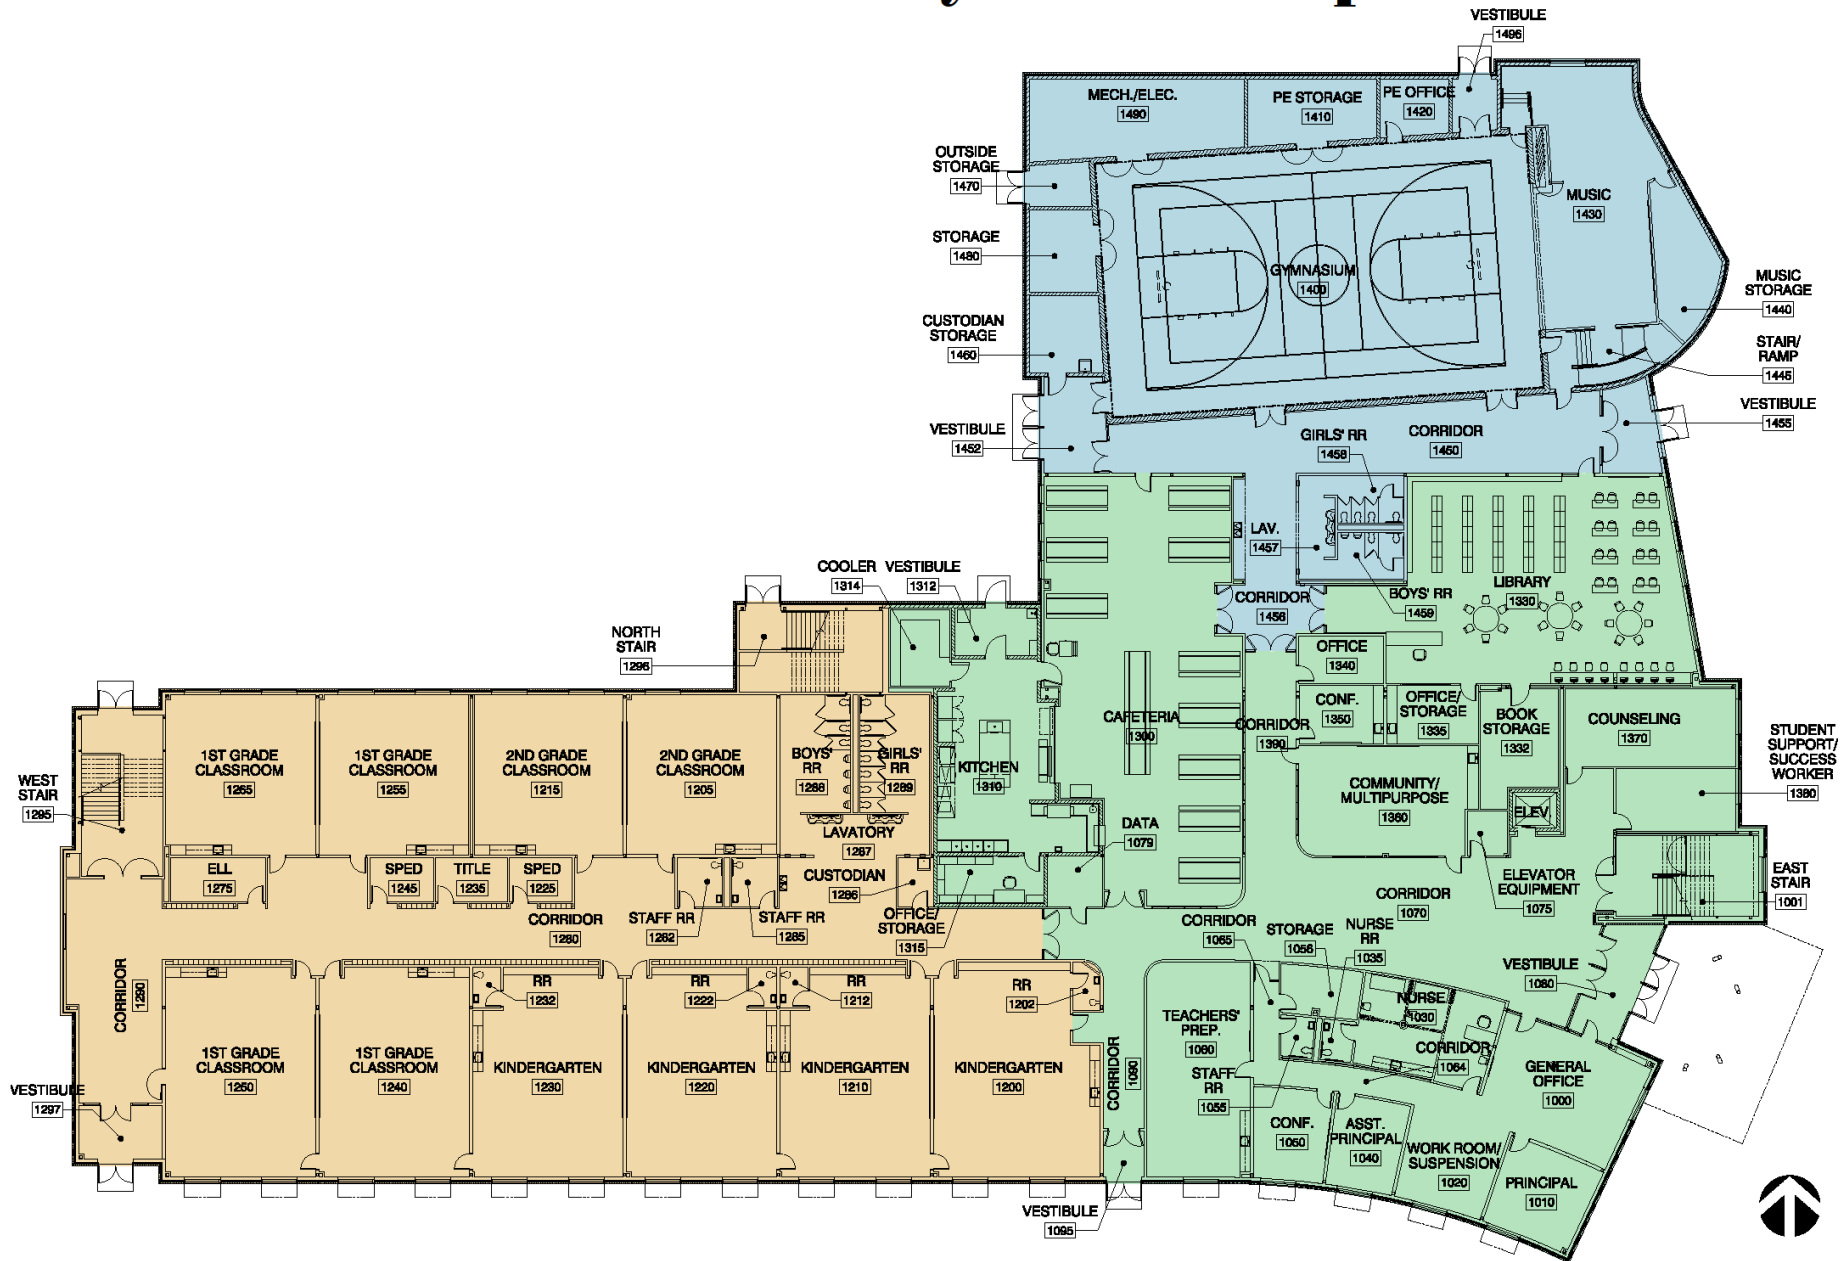 VESTIBULE
1496
MECH./ELEC.
1490
PE STORAGE
1410
PE OFFICE
1420
OUTSIDE
STORAGE
1470
MUSIC
1430
STORAGE
1480
GYMNASIUM
1400
MUSIC
STORAGE
1440
CUSTODIAN
STORAGE
1460
STAIR/
RAMP
1445
VESTIBULE
1455
VESTIBULE
1452
GIRLS' RR
1458
CORRIDOR
1450
LAV.
1457
COOLER
1314
VESTIBULE
1312
CORRIDOR
1456
BOYS' RR
1459
LIBRARY
1330
NORTH
STAIR
1296
OFFICE
1340
CONF.
1350
OFFICE/
STORAGE
1335
BOOK
STORAGE
1332
COUNSELING
1370
STUDENT
SUPPORT/
SUCCESS
WORKER
1380
CAFETERIA
1300
CORRIDOR
1390
1ST GRADE
CLASSROOM
1265
1ST GRADE
CLASSROOM
1255
2ND GRADE
CLASSROOM
1215
2ND GRADE
CLASSROOM
1205
BOYS'
RR
1288
GIRLS'
RR
1289
KITCHEN
1310
COMMUNITY/
MULTIPURPOSE
1360
ELEV.
WEST
STAIR
1295
LAVATORY
1287
DATA
1079
ELL
1275
SPED
1245
TITLE
1235
SPED
1225
CUSTODIAN
1286
ELEVATOR
EQUIPMENT
1075
EAST
STAIR
1001
CORRIDOR
1280
STAFF RR
1282
STAFF RR
1285
OFFICE/
STORAGE
1315
CORRIDOR
1070
CORRIDOR
1065
STORAGE
1056
NURSE
RR
1035
VESTIBULE
1080
CORRIDOR
1290
RR
1232
RR
1222
RR
1212
RR
1202
NURSE
1030
TEACHERS'
PREP.
1060
CORRIDOR
1064
1ST GRADE
CLASSROOM
1250
1ST GRADE
CLASSROOM
1240
KINDERGARTEN
1230
KINDERGARTEN
1220
KINDERGARTEN
1210
KINDERGARTEN
1200
CORRIDOR
1090
STAFF
RR
1055
GENERAL
OFFICE
1000
VESTIBULE
1297
CONF.
1050
ASST.
PRINCIPAL
1040
WORK ROOM/
SUSPENSION
1020
PRINCIPAL
1010
VESTIBULE
1095